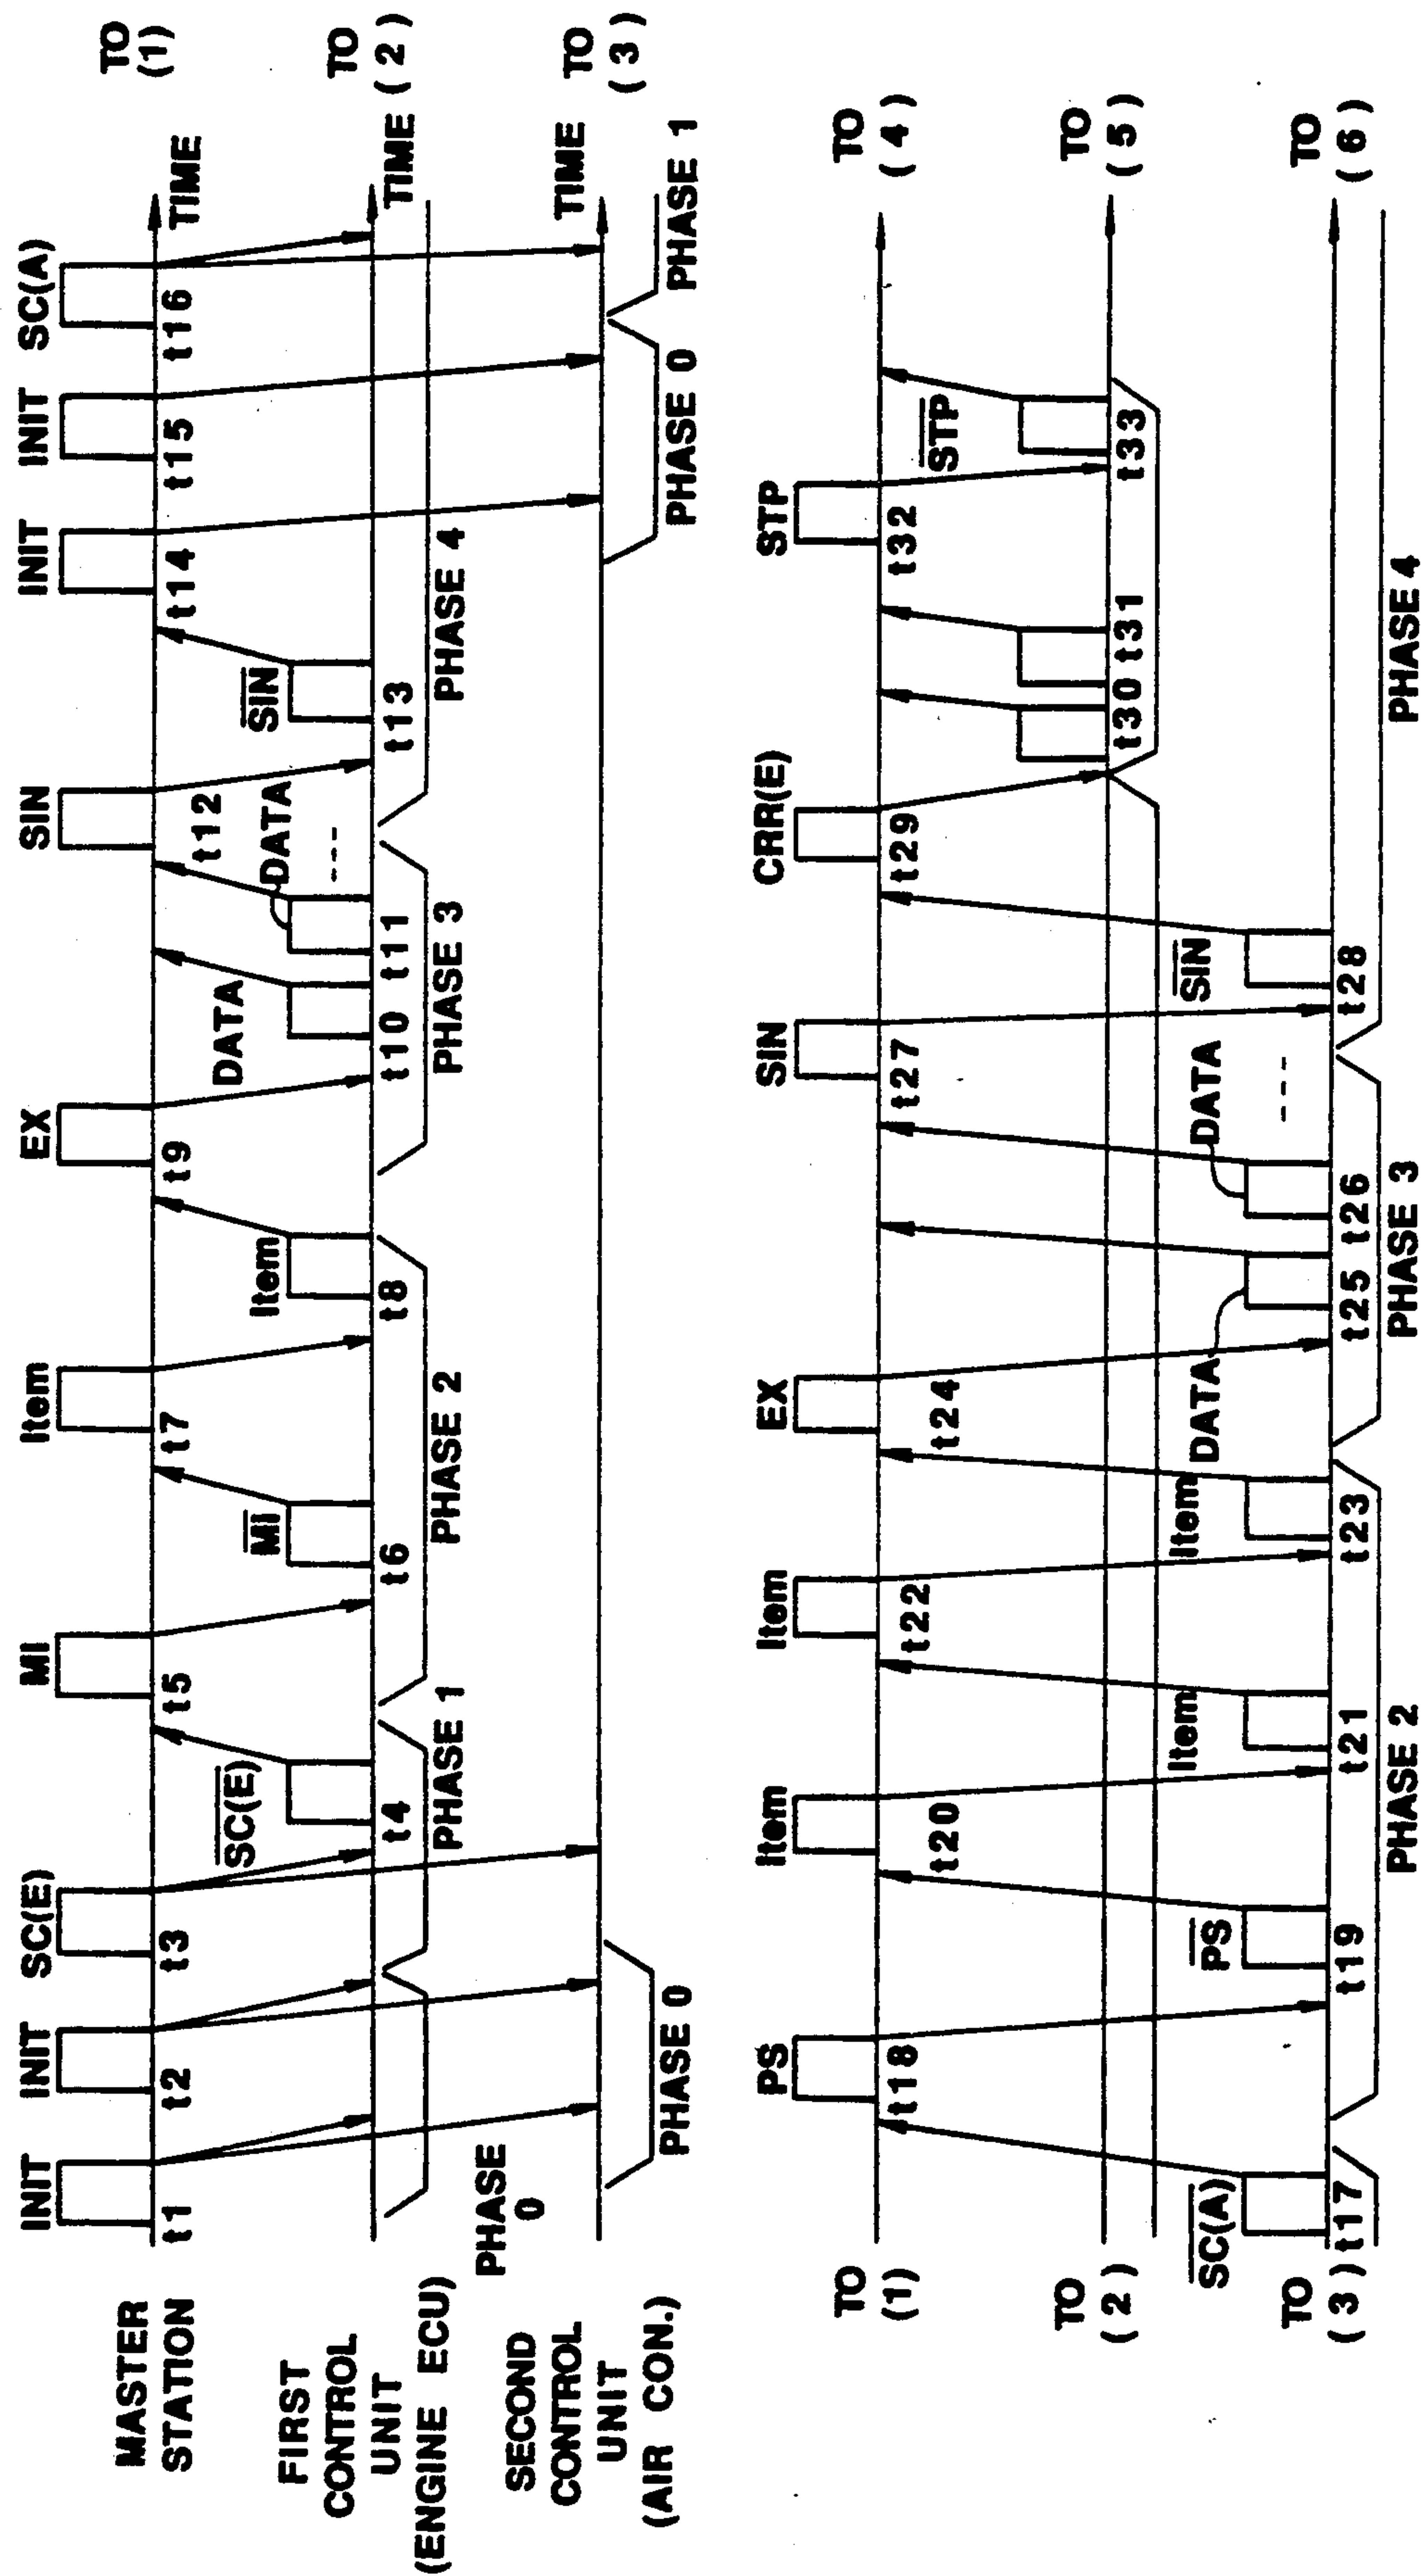 INIT INIT SC(E) MI Item EX SIN INIT INIT SC(A)
MASTER
STATION
t1 t2 t3 t5 t7 t9 t12 t14 t15 t16 TIME
TO
(1)
SC(E) MI Item DATA DATA --- SIN
FIRST
CONTROL
UNIT
(ENGINE ECU)
t4 t6 t8 t10 t11 t13 TIME
TO
(2)
PHASE
0
PHASE 1 PHASE 2 PHASE 3 PHASE 4
SECOND
CONTROL
UNIT
(AIR CON.)
TIME
TO
(3)
PHASE 0 PHASE 0 PHASE 1
PS Item Item EX SIN CRR(E) STP
TO
(1)
t18 t20 t22 t24 t27 t29 t32
TO
(4)
STP
TO
(2)
t30 t31 t33
TO
(5)
SC(A) PS Item Item DATA DATA --- SIN
TO
(3)
t17 t19 t21 t23 t25 t26 t28
TO
(6)
PHASE 2 PHASE 3 PHASE 4